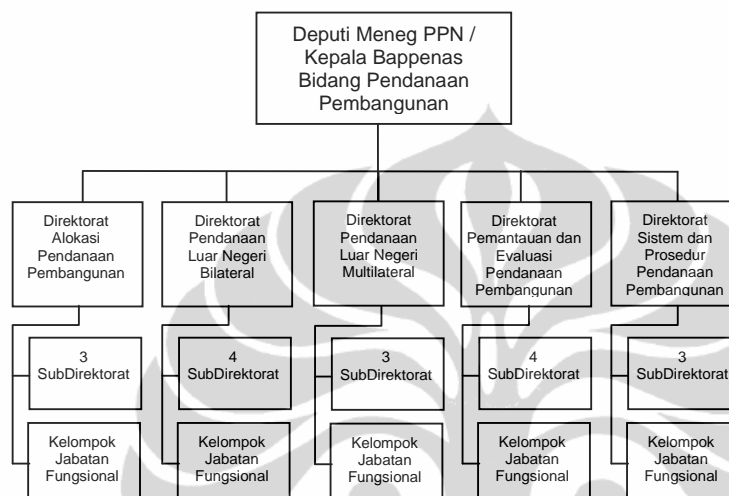 Deputi Meneg PPN /
Kepala Bappenas
Bidang Pendanaan
Pembangunan
Direktorat
Alokasi
Pendanaan
Pembangunan
Direktorat
Pendanaan
Luar Negeri
Bilateral
Direktorat
Pendanaan
Luar Negeri
Multilateral
Direktorat
Pemantauan dan
Evaluasi
Pendanaan
Pembangunan
Direktorat
Sistem dan
Prosedur
Pendanaan
Pembangunan
3
SubDirektorat
4
SubDirektorat
3
SubDirektorat
4
SubDirektorat
3
SubDirektorat
Kelompok
Jabatan
Fungsional
Kelompok
Jabatan
Fungsional
Kelompok
Jabatan
Fungsional
Kelompok
Jabatan
Fungsional
Kelompok
Jabatan
Fungsional